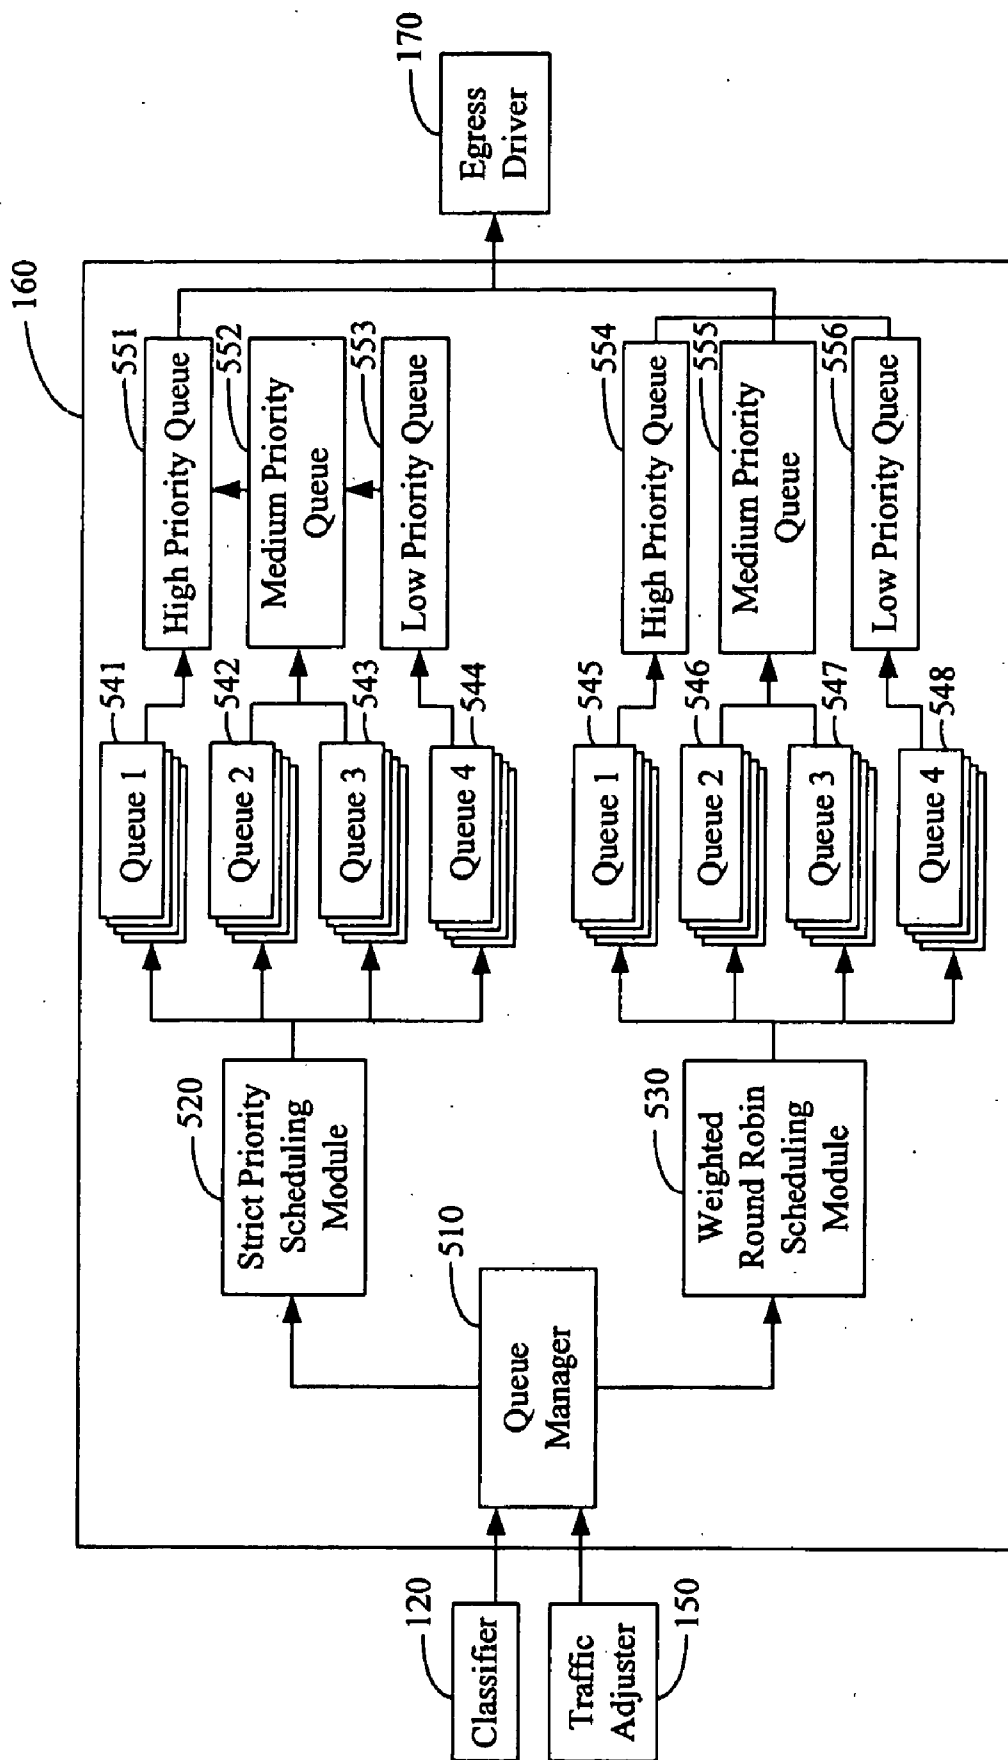 160
Classifier
120
Traffic
Adjuster
150
Queue
Manager
510
Strict Priority
Scheduling
Module
520
Weighted
Round Robin
Scheduling
Module
530
Queue 1
541
Queue 2
542
Queue 3
543
Queue 4
544
Queue 1
545
Queue 2
546
Queue 3
547
Queue 4
548
High Priority Queue
551
Medium Priority
Queue
552
Low Priority Queue
553
High Priority Queue
554
Medium Priority
Queue
555
Low Priority Queue
556
Egress
Driver
170